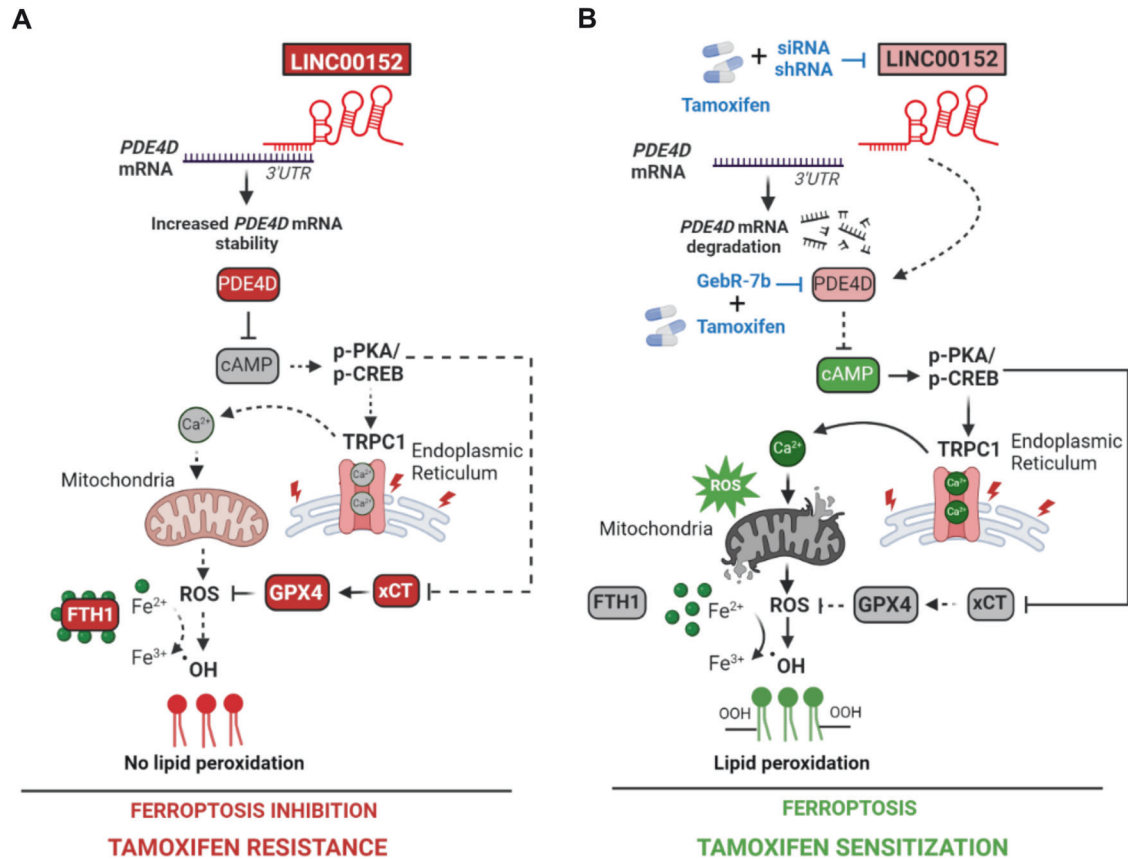 A
LINC00152
PDE4D
mRNA
3'UTR
Increased PDE4D mRNA
stability
PDE4D
cAMP
p-PKA/
p-CREB
Ca²⁺
TRPC1
Endoplasmic
Reticulum
Ca²⁺
Ca²⁺
Mitochondria
FTH1
Fe²⁺
ROS
GPX4
xCT
Fe³⁺
•OH
No lipid peroxidation
FERROPTOSIS INHIBITION
TAMOXIFEN RESISTANCE
B
+
siRNA
shRNA
LINC00152
Tamoxifen
PDE4D
mRNA
3'UTR
PDE4D mRNA
degradation
GebR-7b
PDE4D
+
Tamoxifen
cAMP
p-PKA/
p-CREB
Ca²⁺
TRPC1
Endoplasmic
Reticulum
ROS
Ca²⁺
Ca²⁺
Mitochondria
FTH1
Fe²⁺
ROS
GPX4
xCT
Fe³⁺
•OH
OOH
OOH
Lipid peroxidation
FERROPTOSIS
TAMOXIFEN SENSITIZATION